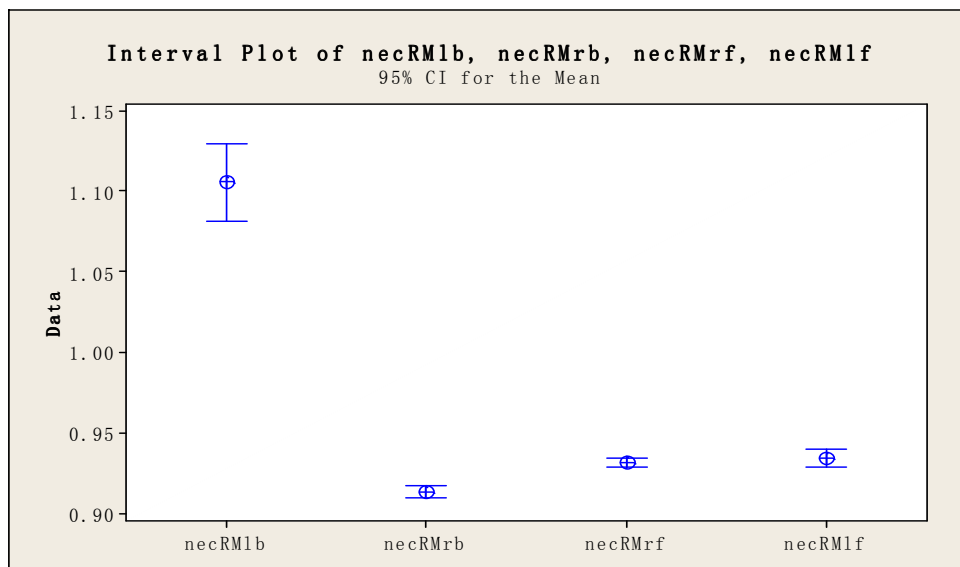 Interval Plot of necRMlb, necRMrb, necRMrf, necRMlf
95% CI for the Mean
1.15
1.10
1.05
1.00
0.95
0.90
Data
necRMlb
necRMrb
necRMrf
necRMlf